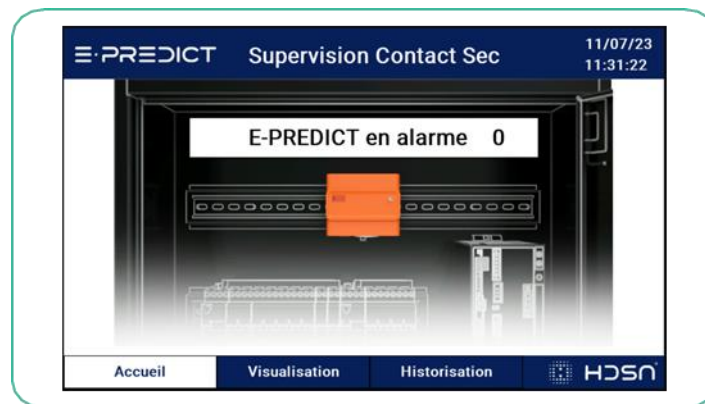 E·PREDICT
Supervision Contact Sec
11/07/23
11:31:22
E-PREDICT en alarme 0
Accueil
Visualisation
Historisation
HDSN